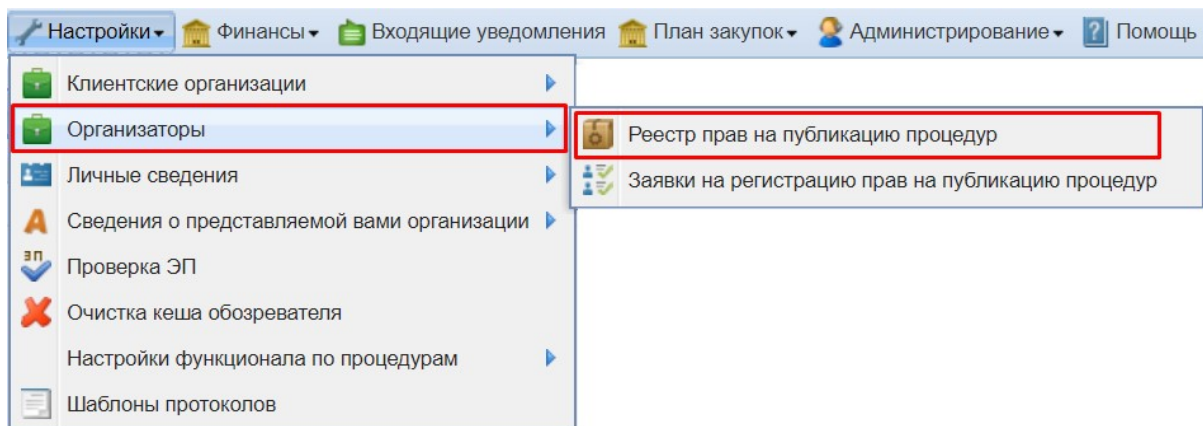 Настройки Финансы Входящие уведомления План закупок Администрирование Помощь
Клиентские организации
Организаторы
Реестр прав на публикацию процедур
Личные сведения
Заявки на регистрацию прав на публикацию процедур
Сведения о представляемой вами организации
ЭП
Проверка ЭП
Очистка кеша обозревателя
Настройки функционала по процедурам
Шаблоны протоколов